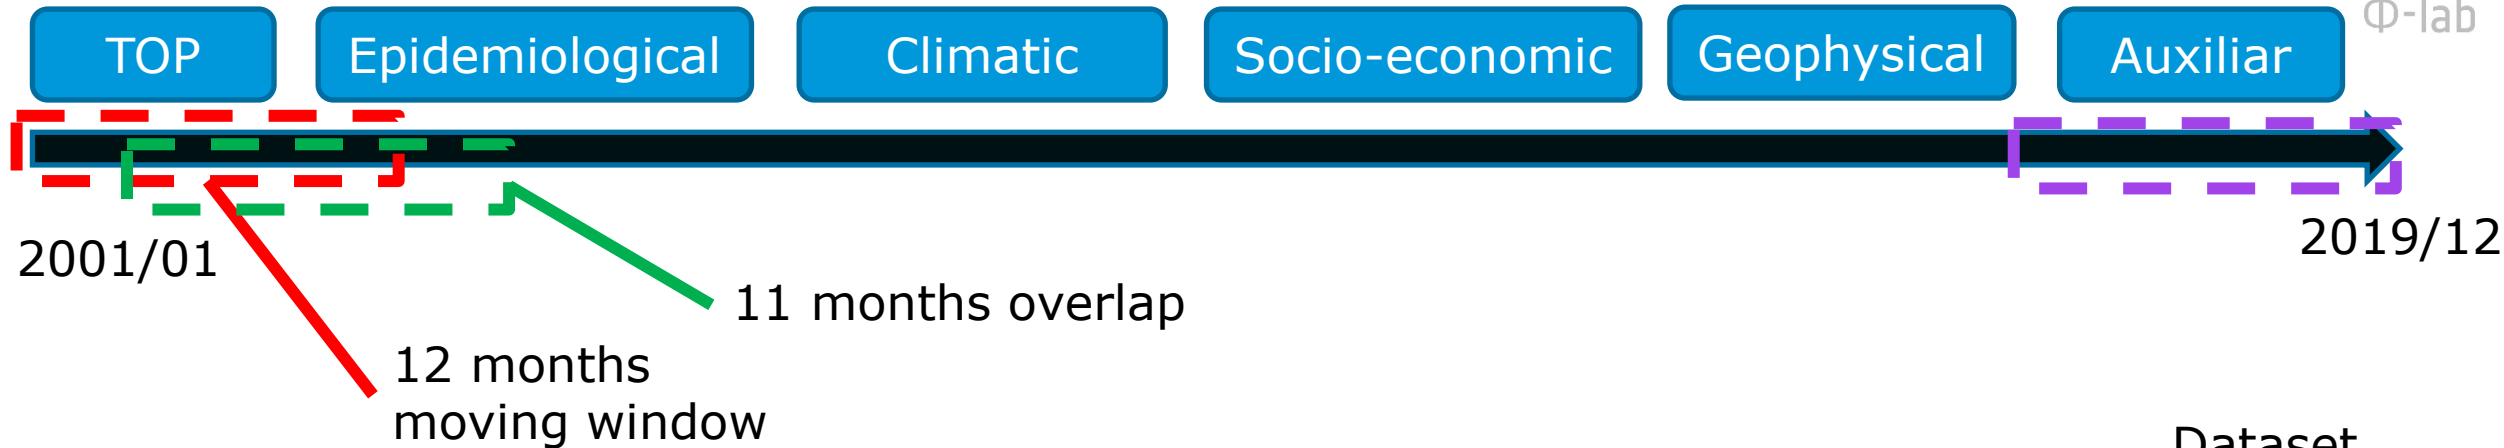 Φ-lab
TOP
Epidemiological
Climatic
Socio-economic
Geophysical
Auxiliar
2001/01
2019/12
11 months overlap
12 months
moving window
Dataset